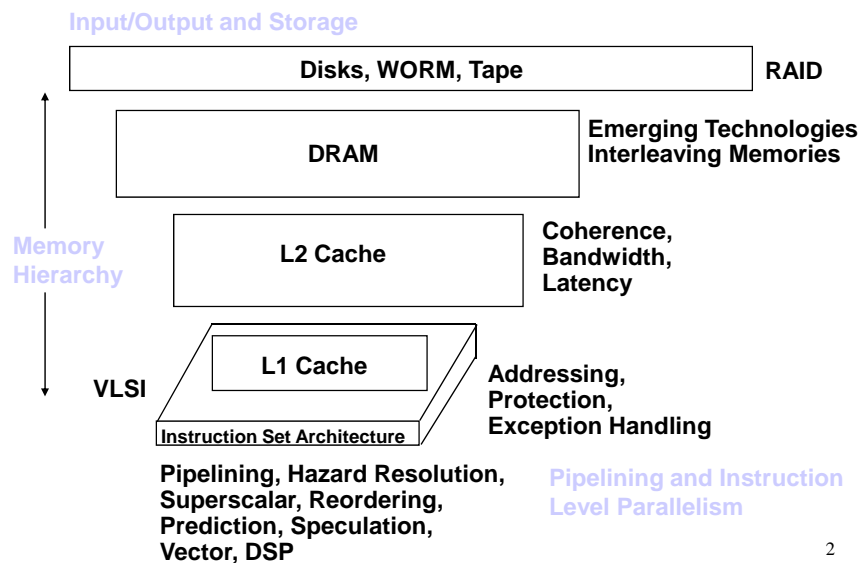 Input/Output and Storage
Disks, WORM, Tape
RAID
DRAM
Emerging Technologies
Interleaving Memories
Memory
Hierarchy
L2 Cache
Coherence,
Bandwidth,
Latency
VLSI
L1 Cache
Addressing,
Protection,
Exception Handling
Instruction Set Architecture
Pipelining, Hazard Resolution,
Superscalar, Reordering,
Prediction, Speculation,
Vector, DSP
Pipelining and Instruction
Level Parallelism
2